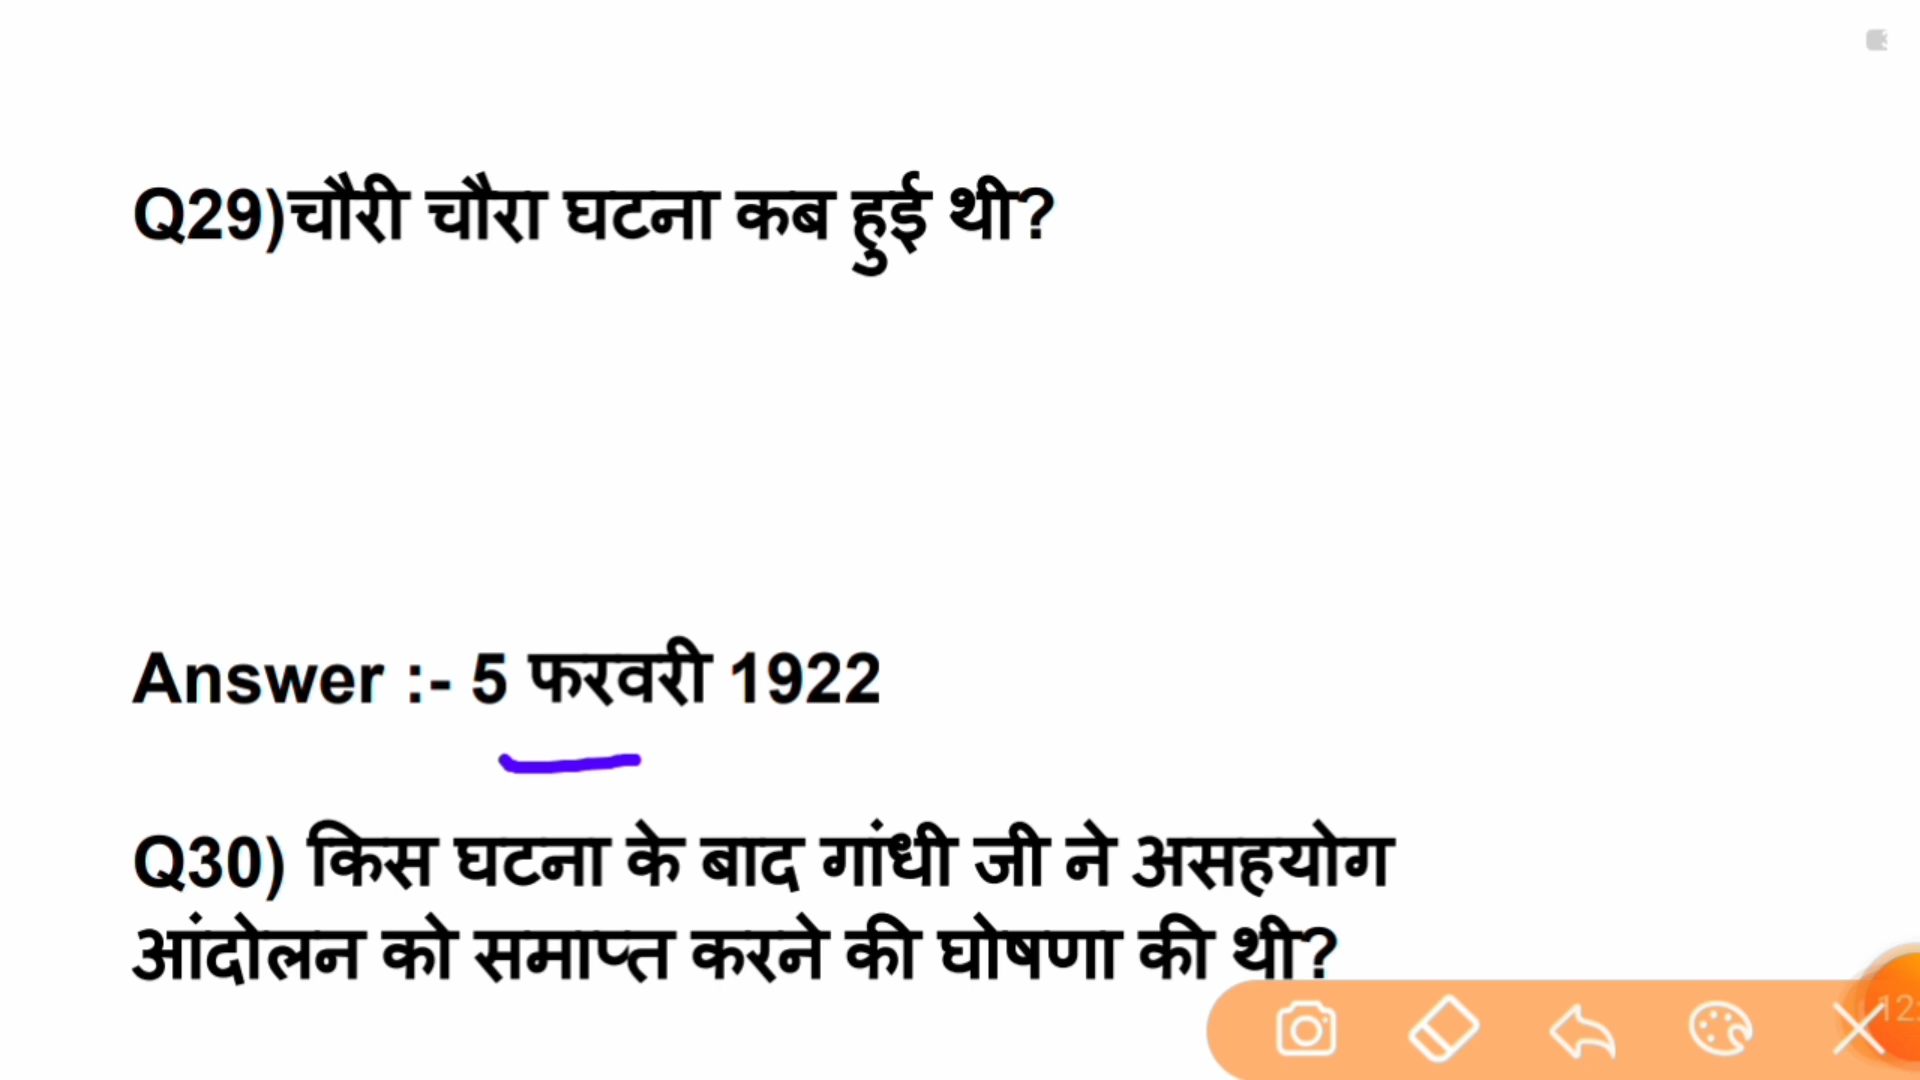 Q29)चौरी चौरा घटना कब हुई थी?
Answer :- 5 फरवरी 1922
Q30) किस घटना के बाद गांधी जी ने असहयोग
आंदोलन को समाप्त करने की घोषणा की थी?